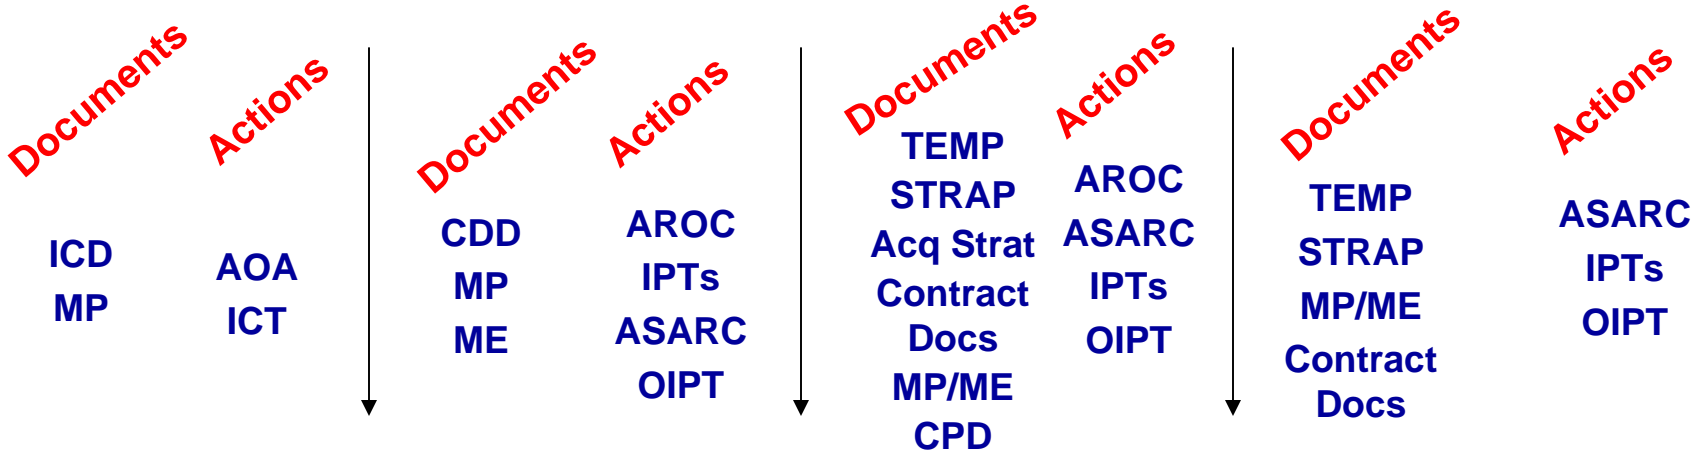 Documents
ICD
MP
Actions
AOA
ICT
Documents
CDD
MP
ME
Actions
AROC
IPTs
ASARC
OIPT
Documents
TEMP
STRAP
Acq Strat
Contract
Docs
MP/ME
CPD
Actions
AROC
ASARC
IPTs
OIPT
Documents
TEMP
STRAP
MP/ME
Contract
Docs
Actions
ASARC
IPTs
OIPT